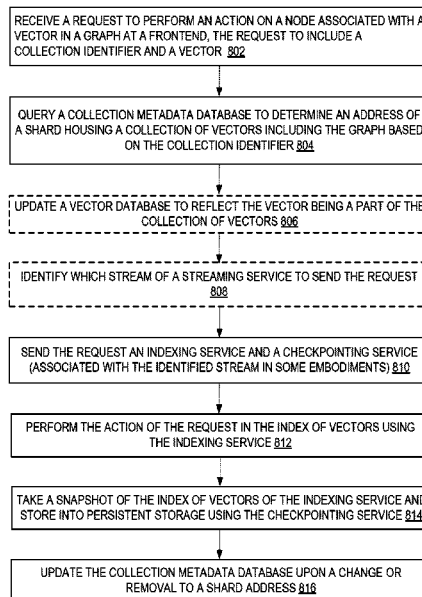 RECEIVE A REQUEST TO PERFORM AN ACTION ON A NODE ASSOCIATED WITH A
VECTOR IN A GRAPH AT A FRONTEND, THE REQUEST TO INCLUDE A
COLLECTION IDENTIFIER AND A VECTOR 802
QUERY A COLLECTION METADATA DATABASE TO DETERMINE AN ADDRESS OF
A SHARD HOUSING A COLLECTION OF VECTORS INCLUDING THE GRAPH BASED
ON THE COLLECTION IDENTIFIER 804
UPDATE A VECTOR DATABASE TO REFLECT THE VECTOR BEING A PART OF THE
COLLECTION OF VECTORS 806
IDENTIFY WHICH STREAM OF A STREAMING SERVICE TO SEND THE REQUEST
808
SEND THE REQUEST AN INDEXING SERVICE AND A CHECKPOINTING SERVICE
(ASSOCIATED WITH THE IDENTIFIED STREAM IN SOME EMBODIMENTS) 810
PERFORM THE ACTION OF THE REQUEST IN THE INDEX OF VECTORS USING
THE INDEXING SERVICE 812
TAKE A SNAPSHOT OF THE INDEX OF VECTORS OF THE INDEXING SERVICE AND
STORE INTO PERSISTENT STORAGE USING THE CHECKPOINTING SERVICE 814
UPDATE THE COLLECTION METADATA DATABASE UPON A CHANGE OR
REMOVAL TO A SHARD ADDRESS 816